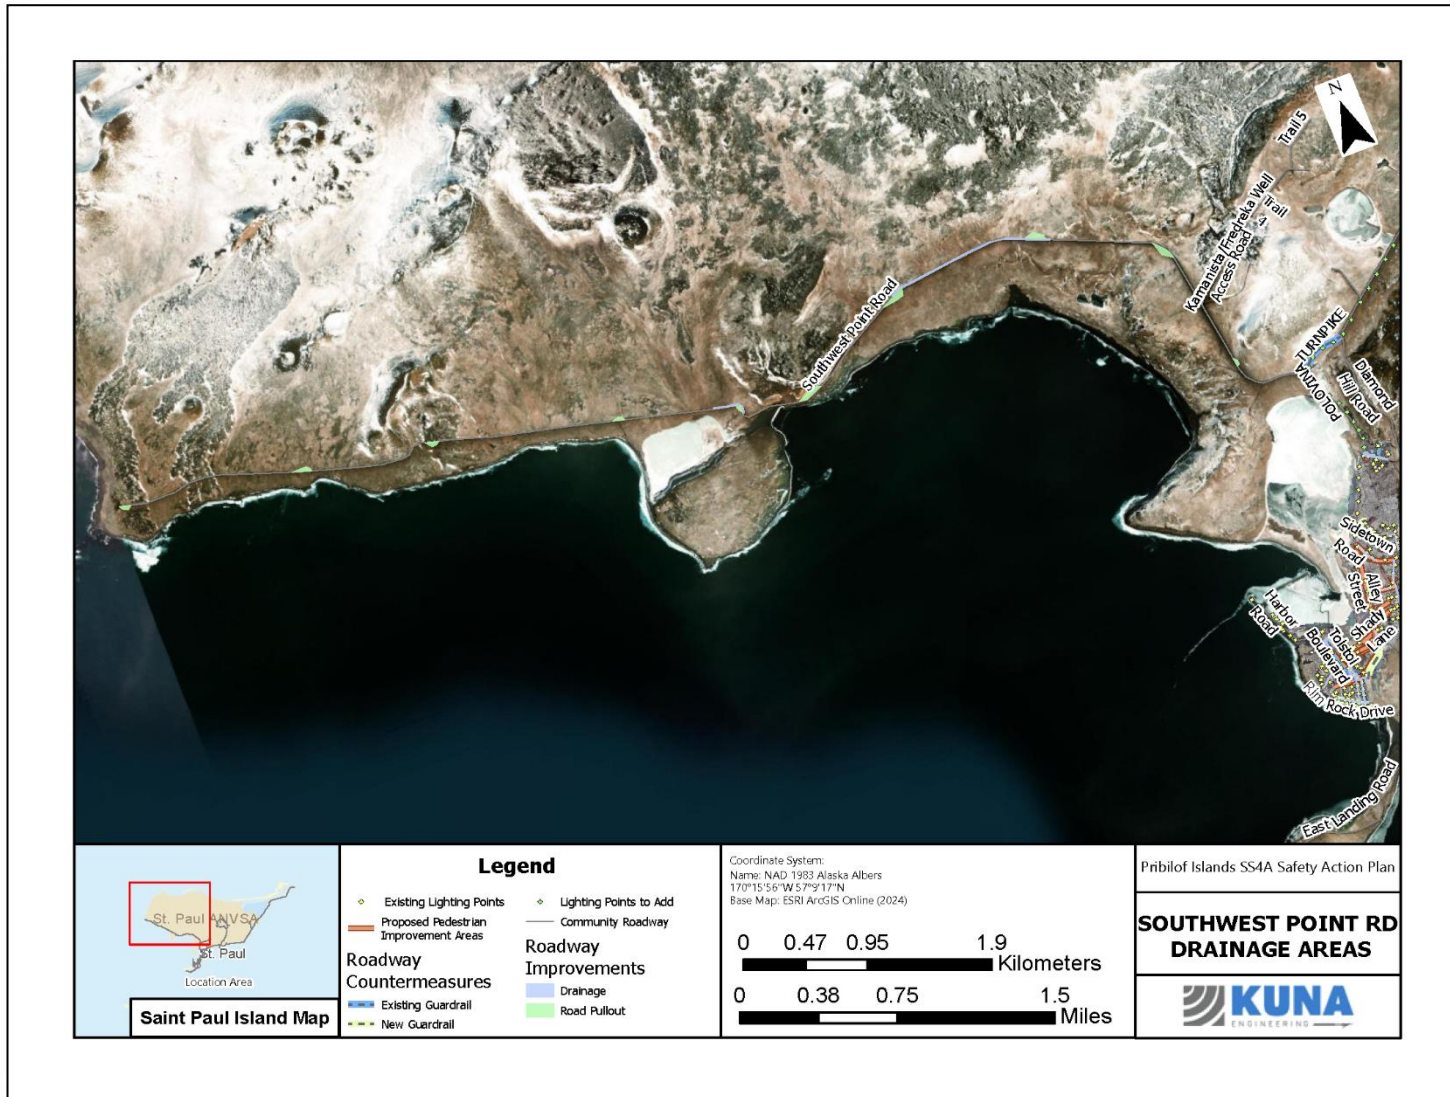 N
Trail 5
Kamanista/Fredreka Well
Access Road
Trail
4
Southwest Point Road
POLOVINA
TURNPIKE
Diamond
Hill Road
Sidetown
Road
Alley
Street
Shady
Lane
Harbor
Road
Tolstoi
Boulevard
Rim Rock Drive
East Landing Road
St. Paul ANVSA
St. Paul
Location Area
Saint Paul Island Map
Legend
Existing Lighting Points
Proposed Pedestrian
Improvement Areas
Roadway
Countermeasures
Existing Guardrail
New Guardrail
Lighting Points to Add
Community Roadway
Roadway
Improvements
Drainage
Road Pullout
Coordinate System:
Name: NAD 1983 Alaska Albers
170°15'56"W 57°9'17"N
Base Map: ESRI ArcGIS Online (2024)
0 0.47 0.95 1.9
Kilometers
0 0.38 0.75 1.5
Miles
Pribilof Islands SS4A Safety Action Plan
SOUTHWEST POINT RD
DRAINAGE AREAS
KUNA
ENGINEERING